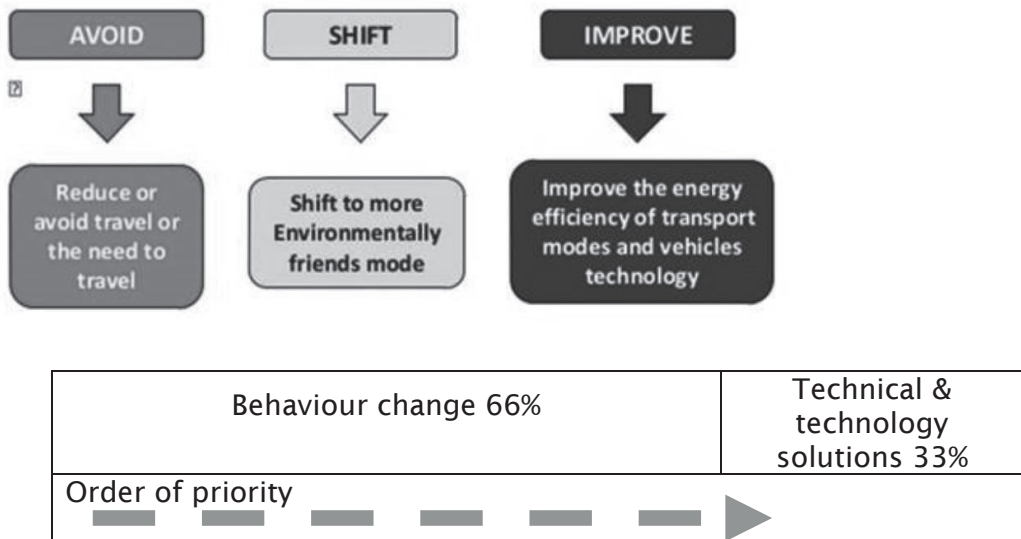 AVOID
SHIFT
IMPROVE
?
Reduce or
avoid travel or
the need to
travel
Shift to more
Environmentally
friends mode
Improve the energy
efficiency of transport
modes and vehicles
technology
Behaviour change 66%
Technical &
technology
solutions 33%
Order of priority